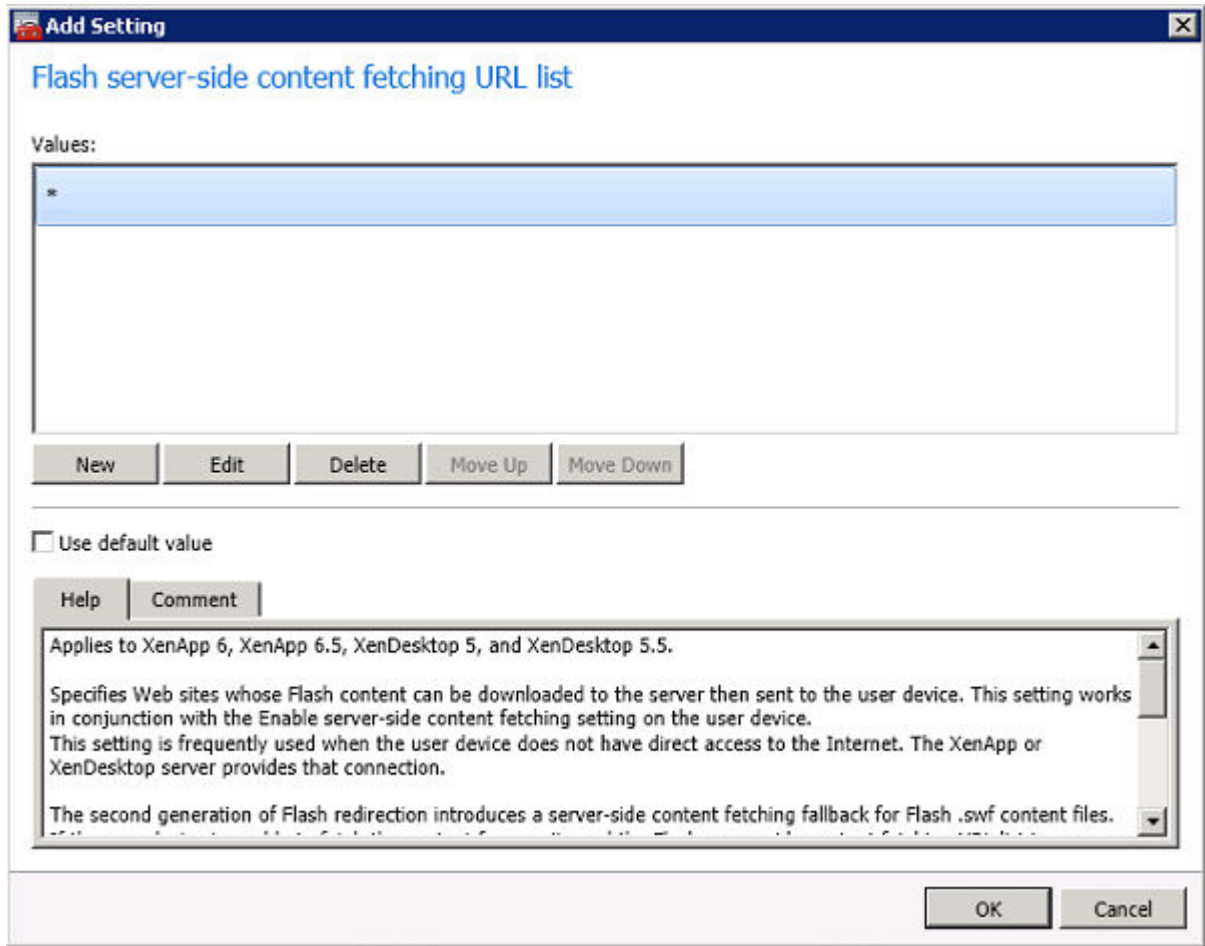 Add Setting
Flash server-side content fetching URL list
Values:
*
New Edit Delete Move Up Move Down
Use default value
Help Comment
Applies to XenApp 6, XenApp 6.5, XenDesktop 5, and XenDesktop 5.5.
Specifies Web sites whose Flash content can be downloaded to the server then sent to the user device. This setting works
in conjunction with the Enable server-side content fetching setting on the user device.
This setting is frequently used when the user device does not have direct access to the Internet. The XenApp or
XenDesktop server provides that connection.
The second generation of Flash redirection introduces a server-side content fetching fallback for Flash .swf content files.
OK Cancel